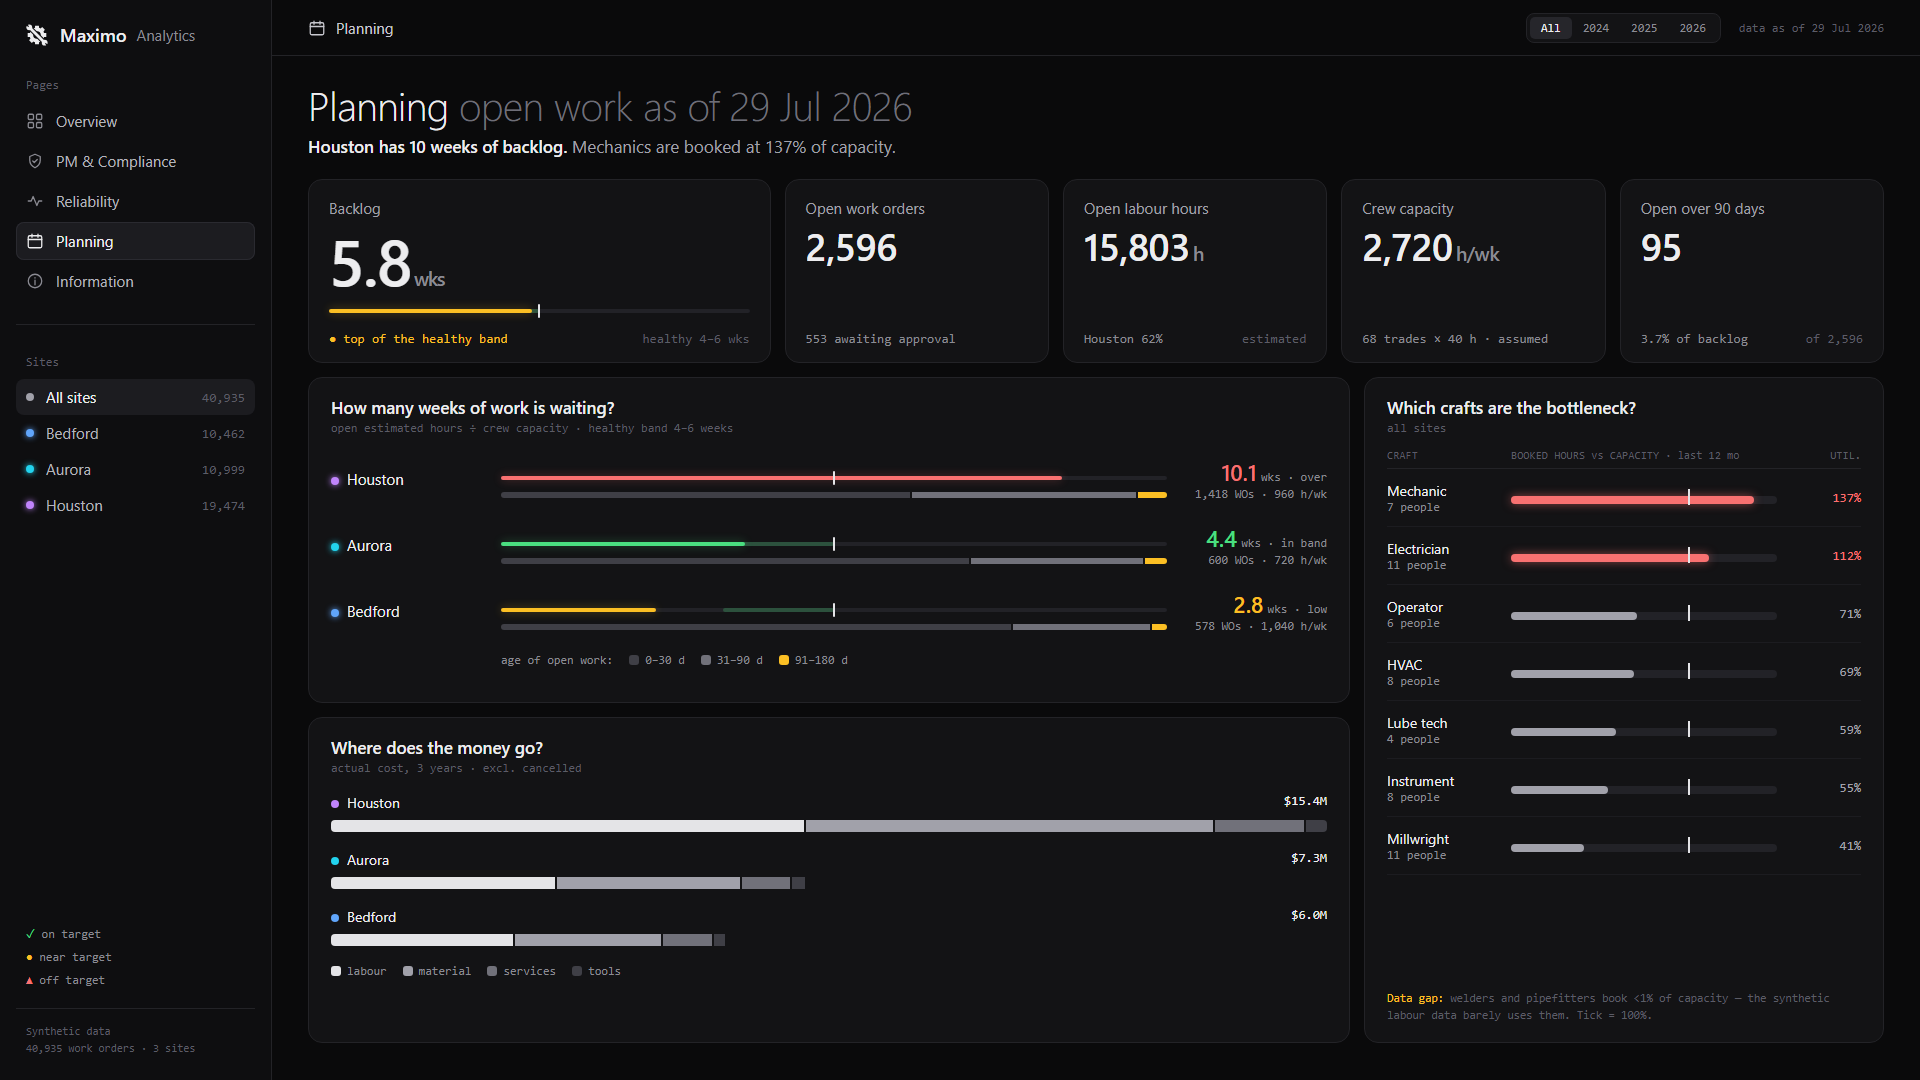 Maximo Analytics
Pages
Overview
PM & Compliance
Reliability
Planning
Information
Sites
All sites 40,935
Bedford 10,462
Aurora 10,999
Houston 19,474
✓ on target
● near target
▲ off target
Synthetic data
40,935 work orders · 3 sites
Planning
All 2024 2025 2026
data as of 29 Jul 2026
Planning open work as of 29 Jul 2026
Houston has 10 weeks of backlog. Mechanics are booked at 137% of capacity.
Backlog
5.8 wks
● top of the healthy band healthy 4–6 wks
Open work orders
2,596
553 awaiting approval
Open labour hours
15,803 h
Houston 62% estimated
Crew capacity
2,720 h/wk
68 trades × 40 h · assumed
Open over 90 days
95
3.7% of backlog of 2,596
How many weeks of work is waiting?
open estimated hours ÷ crew capacity · healthy band 4–6 weeks
Houston 10.1 wks · over
1,418 WOs · 960 h/wk
Aurora 4.4 wks · in band
600 WOs · 720 h/wk
Bedford 2.8 wks · low
578 WOs · 1,040 h/wk
age of open work: 0–30 d 31–90 d 91–180 d
Where does the money go?
actual cost, 3 years · excl. cancelled
Houston $15.4M
Aurora $7.3M
Bedford $6.0M
labour material services tools
Which crafts are the bottleneck?
all sites
CRAFT BOOKED HOURS vs CAPACITY · last 12 mo UTIL.
Mechanic
7 people
137%
Electrician
11 people
112%
Operator
6 people
71%
HVAC
8 people
69%
Lube tech
4 people
59%
Instrument
8 people
55%
Millwright
11 people
41%
Data gap: welders and pipefitters book <1% of capacity — the synthetic
labour data barely uses them. Tick = 100%.